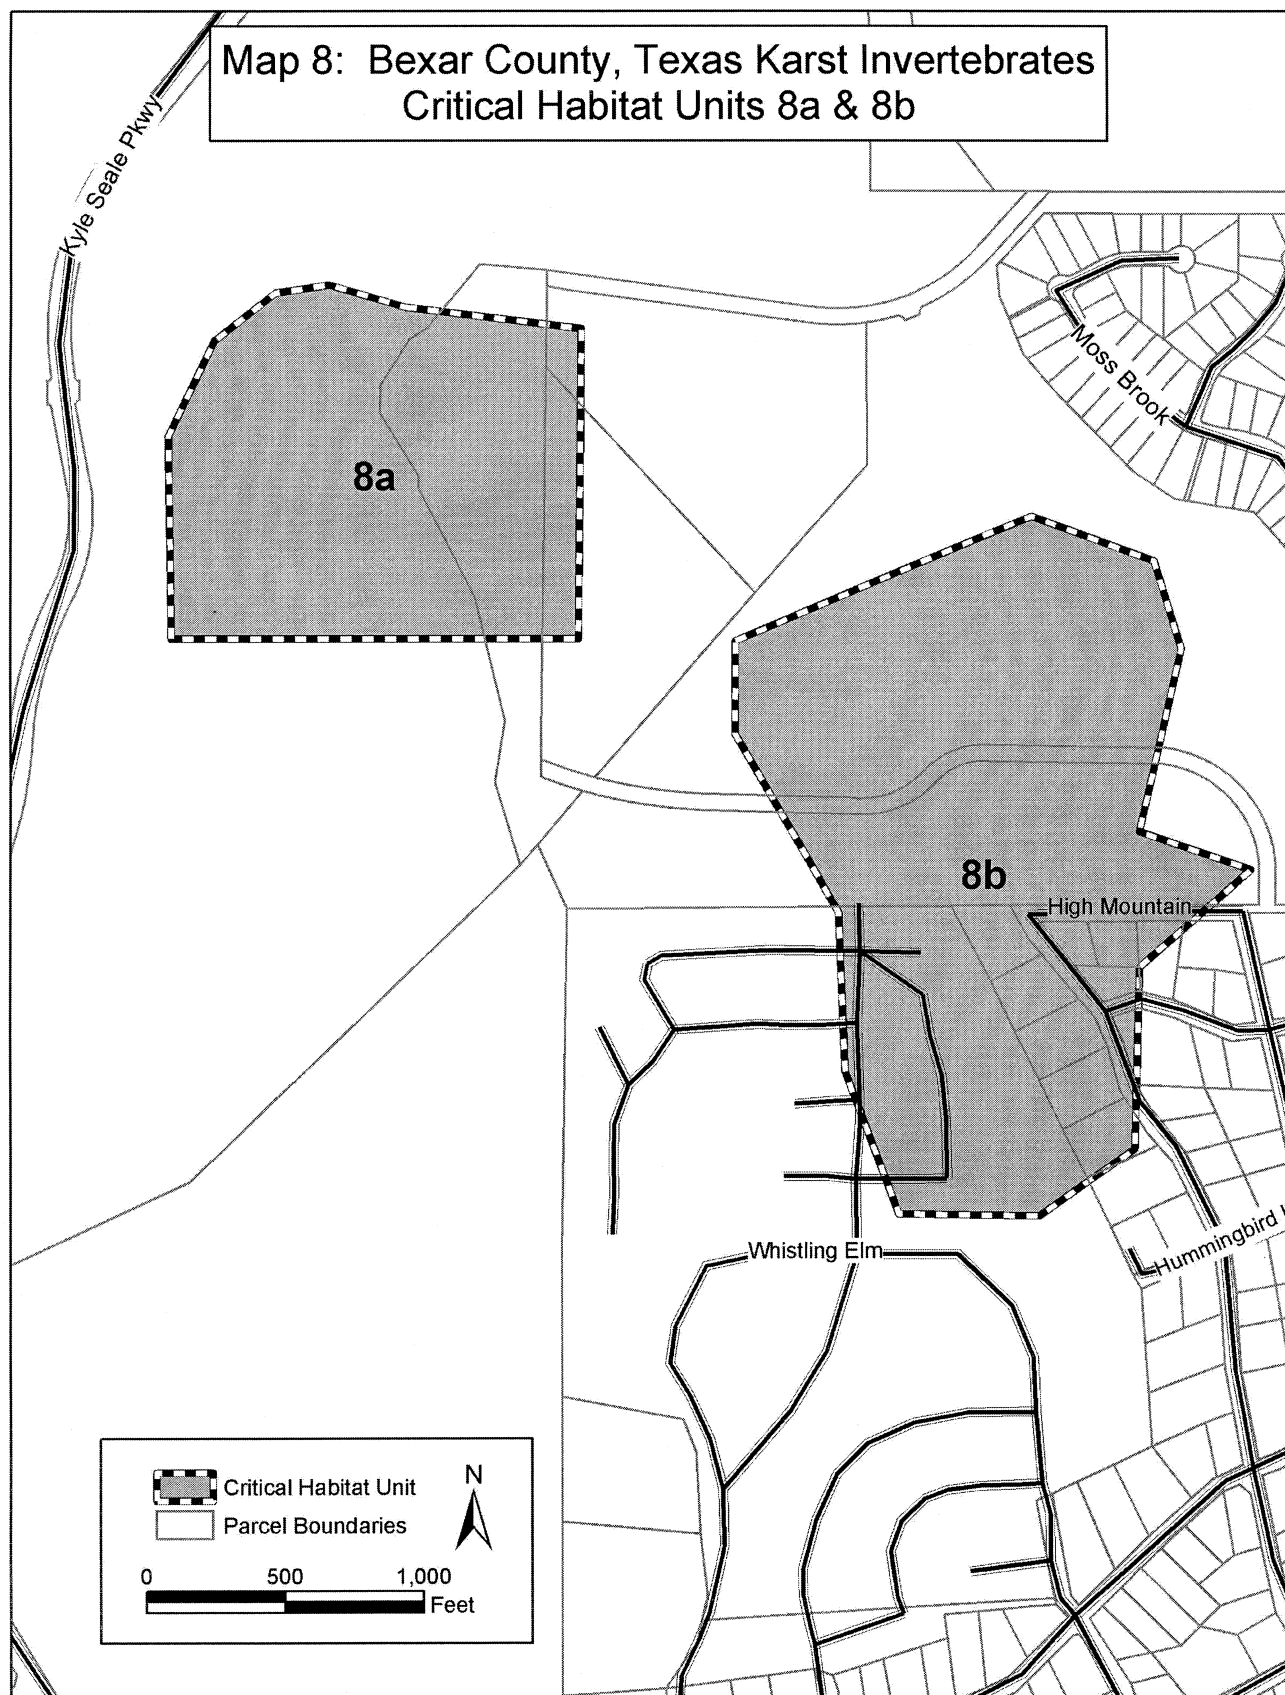 Map 8: Bexar County, Texas Karst Invertebrates
Critical Habitat Units 8a & 8b
Kyle Seale Pkwy
Moss Brook
8a
8b
High Mountain
Hummingbird
Whistling Elm
Critical Habitat Unit
Parcel Boundaries
N
0 500 1,000
Feet